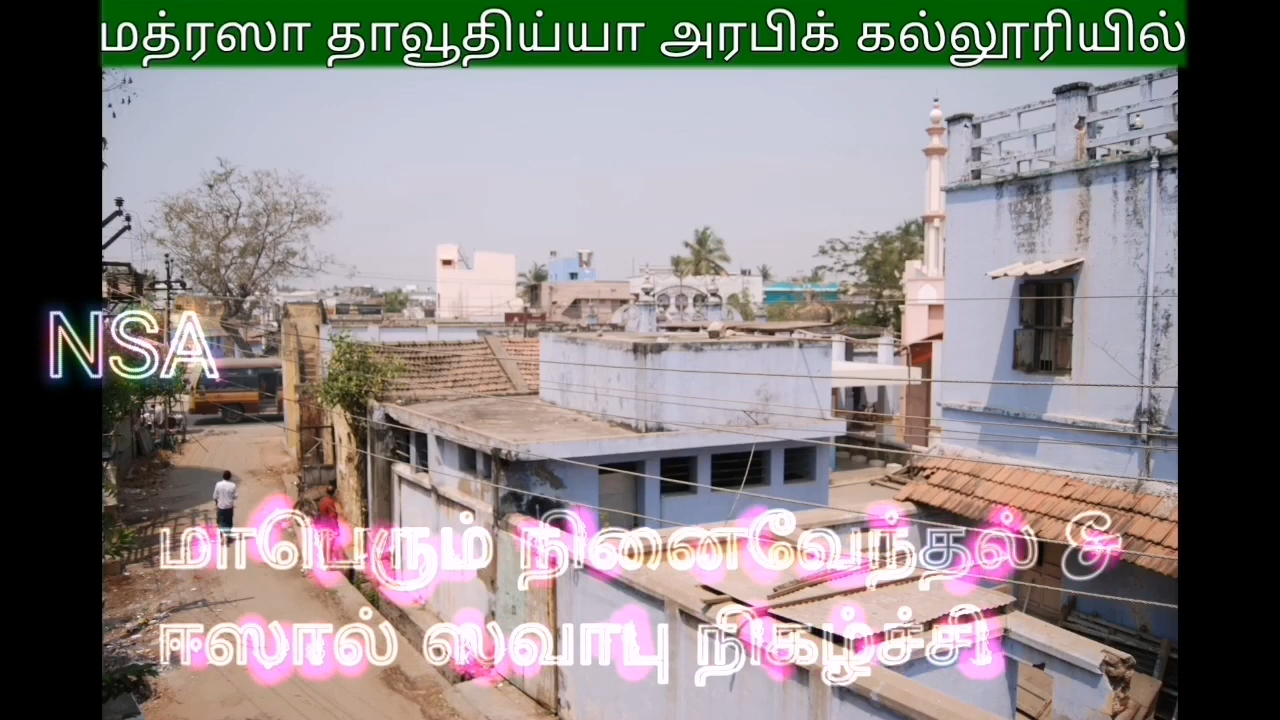 மத்ரஸா தாவூதிய்யா அரபிக் கல்லூரியில்
NSA
மாபெரும் நினைவேந்தல் &
ஈஸால் ஸவாபு நிகழ்ச்சி